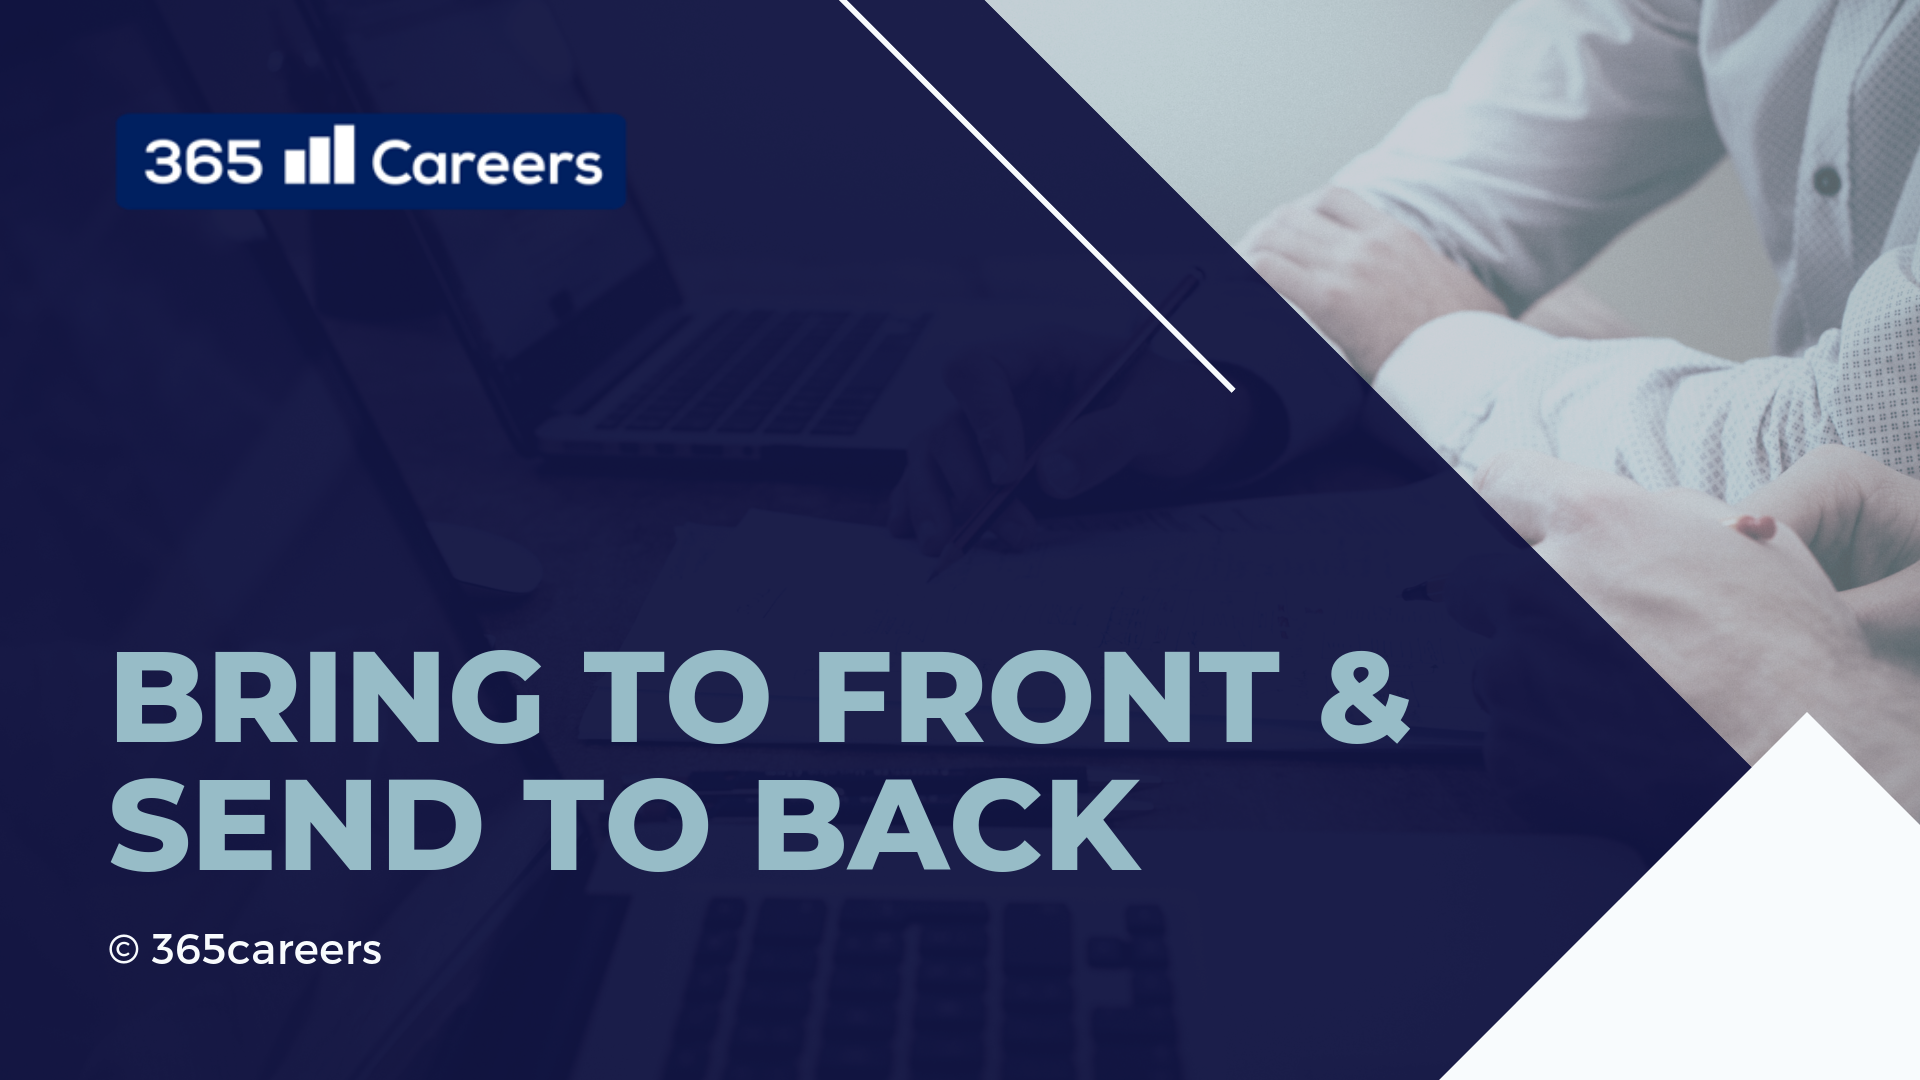 365 Careers
BRING TO FRONT &
SEND TO BACK
© 365careers